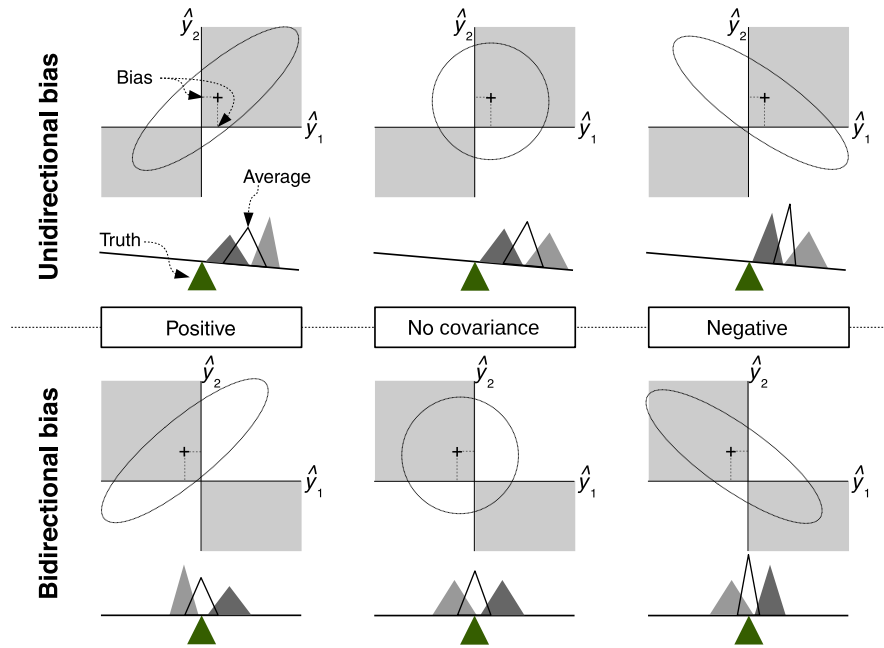 Unidirectional bias
ŷ2
ŷ1
Bias
Average
Truth
ŷ2
ŷ1
ŷ2
ŷ1
Positive
No covariance
Negative
Bidirectional bias
ŷ2
ŷ1
ŷ2
ŷ1
ŷ2
ŷ1